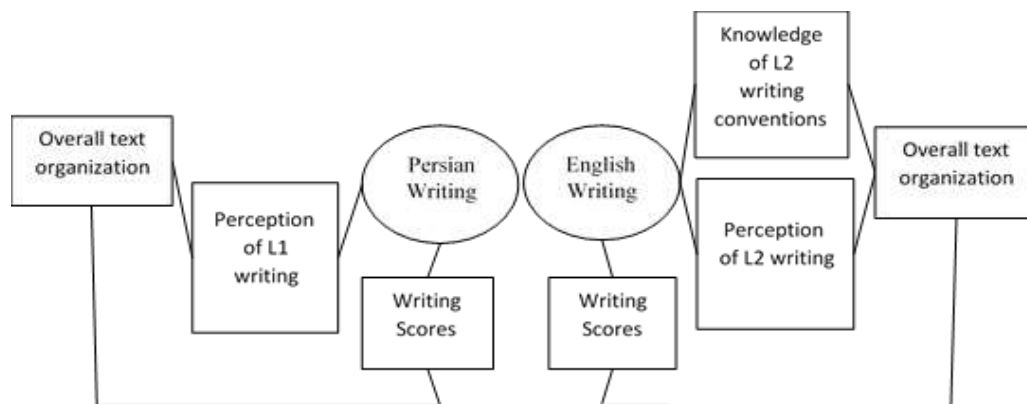 Overall text
organization
Perception
of L1
writing
Persian
Writing
Writing
Scores
English
Writing
Writing
Scores
Knowledge
of L2
writing
conventions
Perception
of L2 writing
Overall text
organization